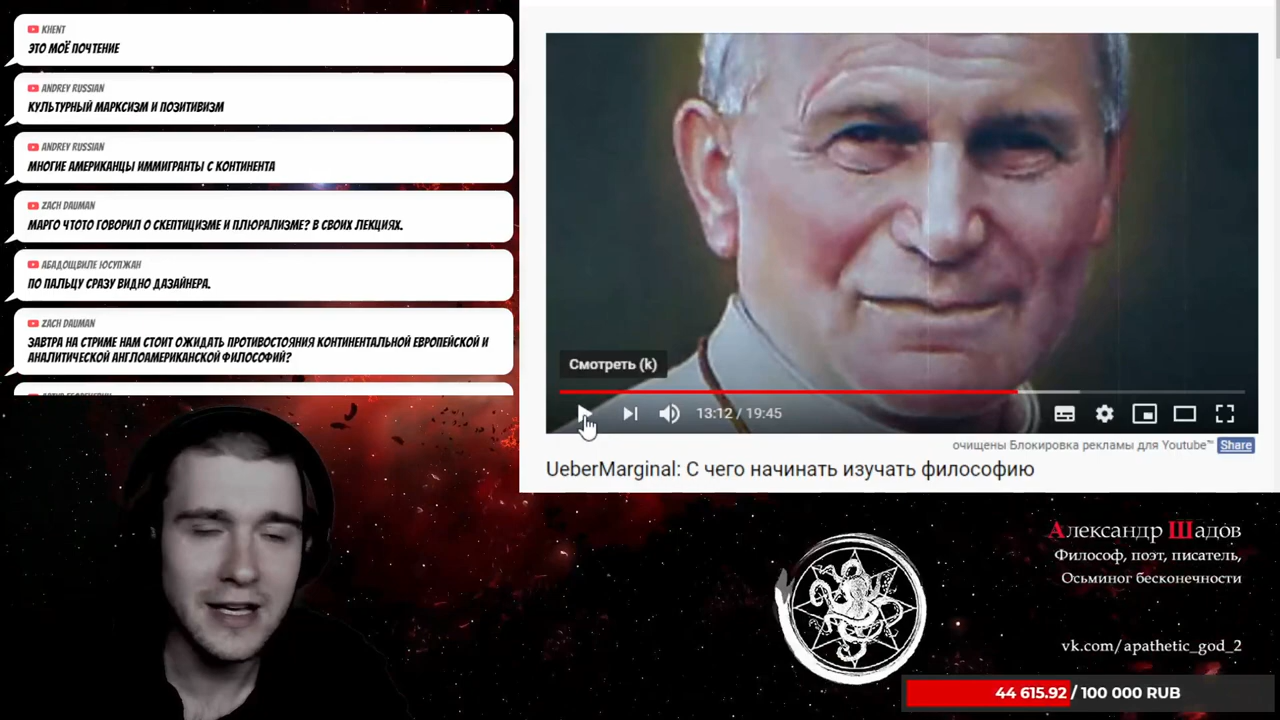 KHENT
ЭТО МОЁ ПОЧТЕНИЕ
ANDREY RUSSIAN
КУЛЬТУРНЫЙ МАРКСИЗМ И ПОЗИТИВИЗМ
ANDREY RUSSIAN
МНОГИЕ АМЕРИКАНЦЫ ИММИГРАНТЫ С КОНТИНЕНТА
ZACH DAUMAN
МАРГО ЧТОТО ГОВОРИЛ О СКЕПТИЦИЗМЕ И ПЛЮРАЛИЗМЕ? В СВОИХ ЛЕКЦИЯХ.
АБАДОЩВИЛЕ ЮСУПЖАН
ПО ПАЛЬЦУ СРАЗУ ВИДНО ДАЗАЙНЕРА.
ZACH DAUMAN
ЗАВТРА НА СТРИМЕ НАМ СТОИТ ОЖИДАТЬ ПРОТИВОСТОЯНИЯ КОНТИНЕНТАЛЬНОЙ ЕВРОПЕЙСКОЙ И
АНАЛИТИЧЕСКОЙ АНГЛОАМЕРИКАНСКОЙ ФИЛОСОФИЙ?
Смотреть (k)
13:12 / 19:45
очищены Блокировка рекламы для Youtube™ Share
UeberMarginal: С чего начинать изучать философию
Александр Шадов
Философ, поэт, писатель,
Осьминог бесконечности
vk.com/apathetic_god_2
44 615.92 / 100 000 RUB